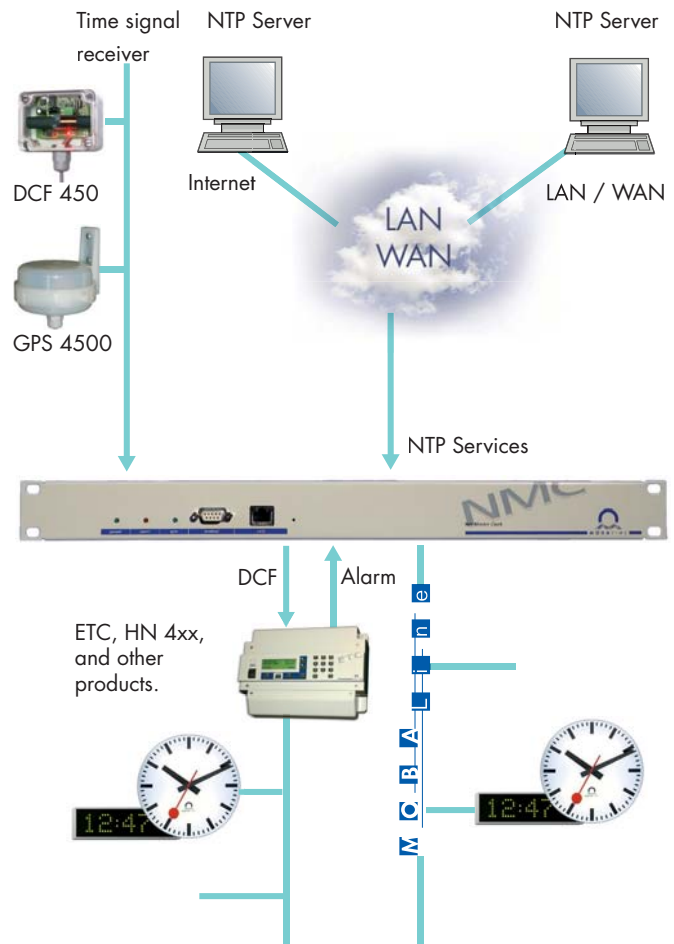 Time signal
receiver
NTP Server
NTP Server
DCF 450
Internet
LAN / WAN
LAN
WAN
GPS 4500
NTP Services
NMC
DCF
Alarm
ETC, HN 4xx,
and other
products.
ETC
MOBALine
12:47
12:47